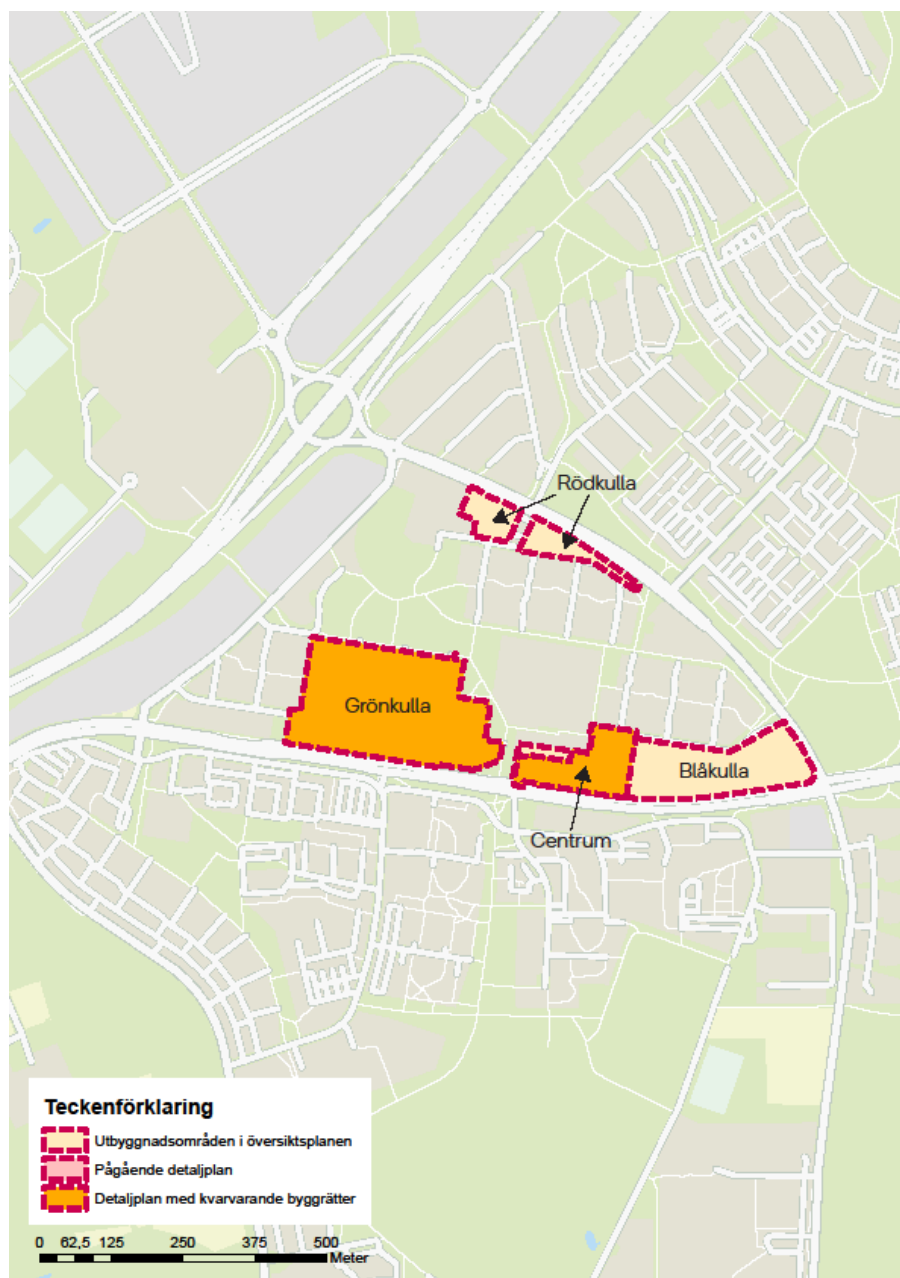 Rödkulla
Grönkulla
Blåkulla
Centrum
Teckenförklaring
Utbyggnadsområden i översiktsplanen
Pågående detaljplan
Detaljplan med kvarvarande byggrätter
0 62,5 125 250 375 500
Meter